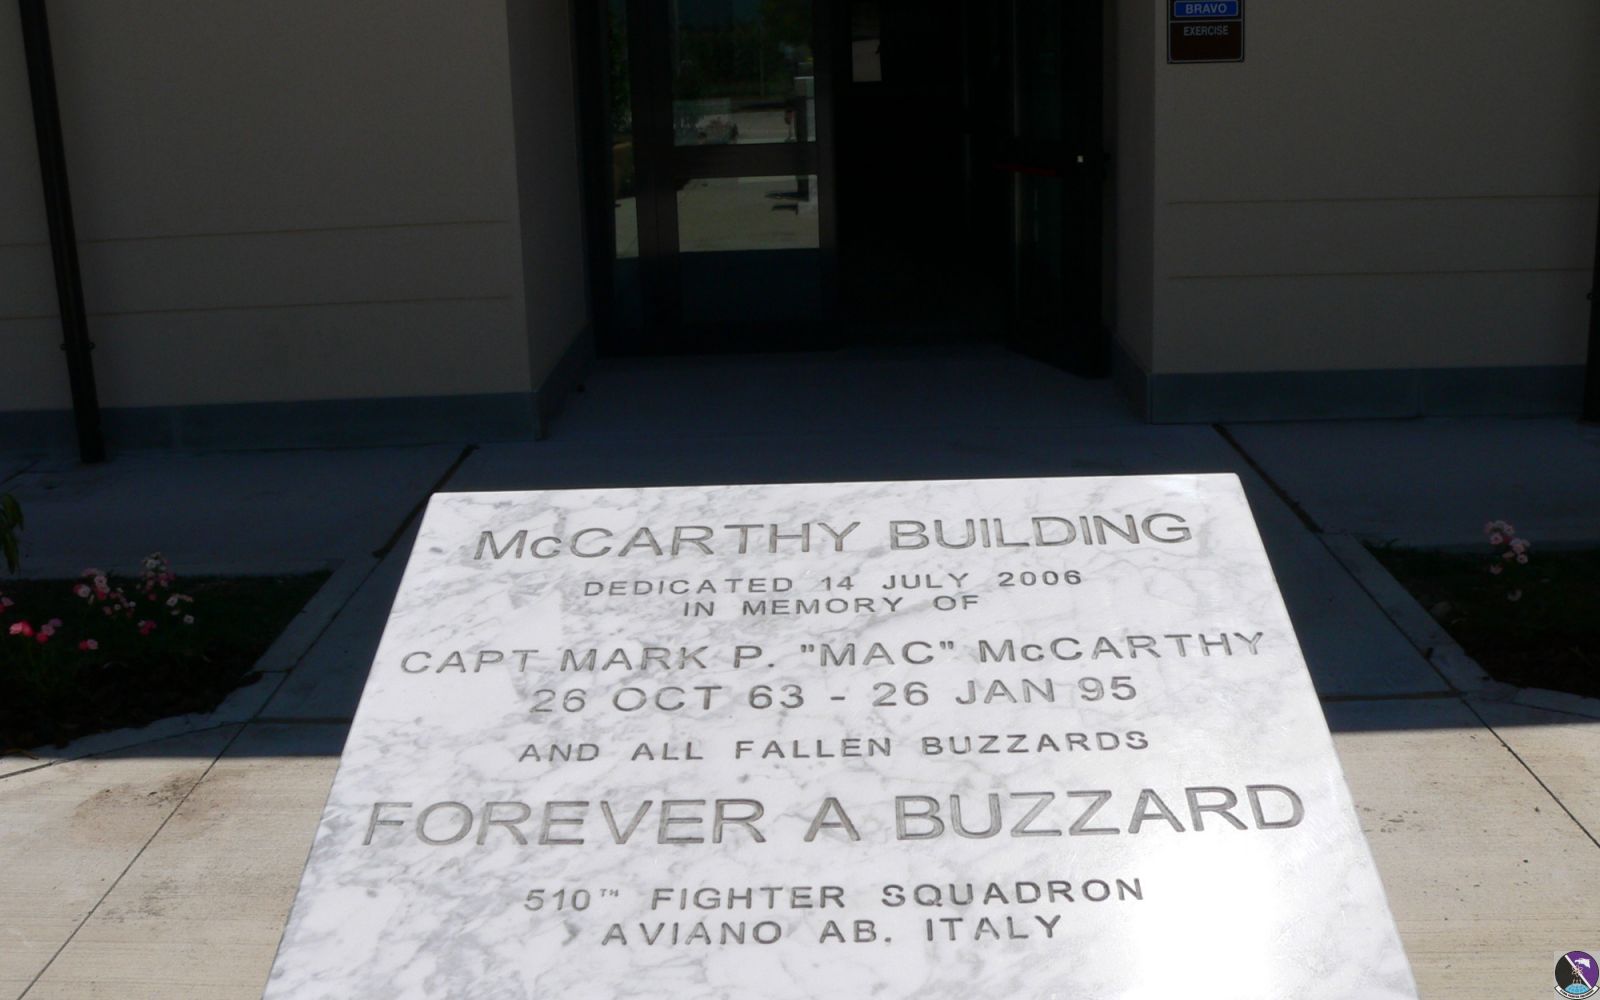 BRAVO
EXERCISE
McCARTHY BUILDING
DEDICATED 14 JULY 2006
IN MEMORY OF
CAPT MARK P. "MAC" McCARTHY
26 OCT 63 - 26 JAN 95
AND ALL FALLEN BUZZARDS
FOREVER A BUZZARD
510TH FIGHTER SQUADRON
AVIANO AB. ITALY